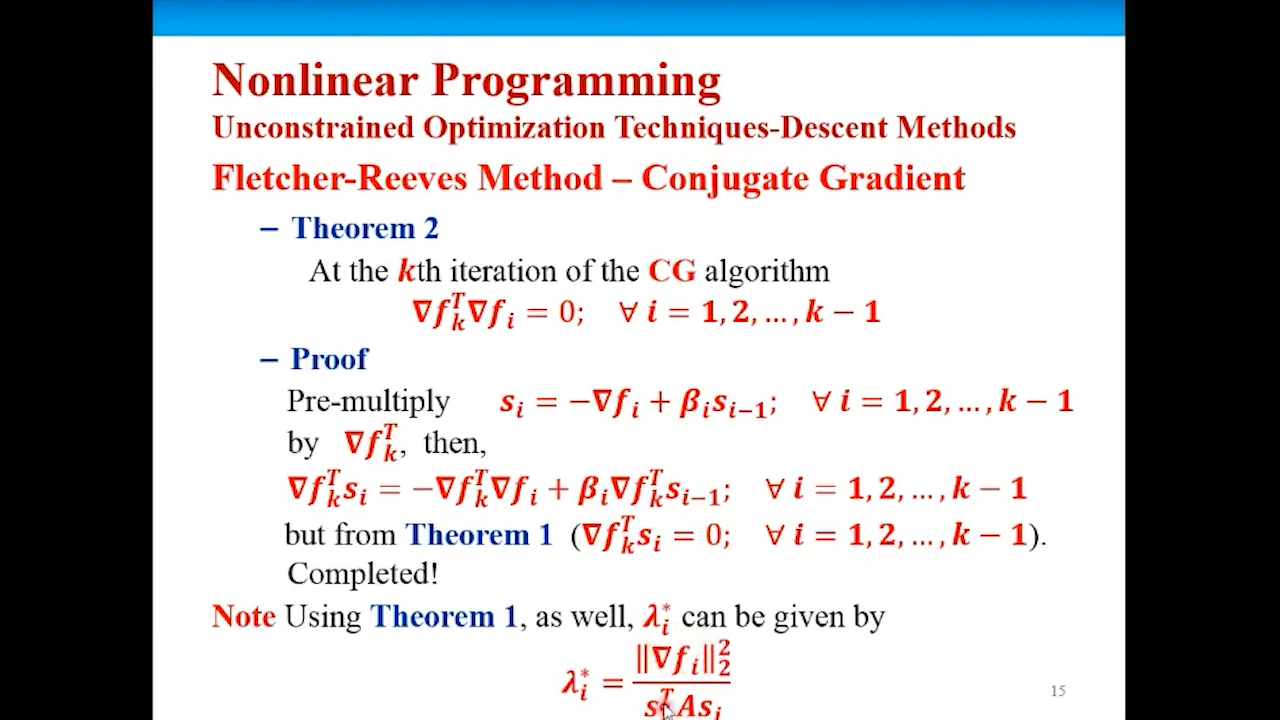 Nonlinear Programming
Unconstrained Optimization Techniques-Descent Methods
Fletcher-Reeves Method – Conjugate Gradient
– Theorem 2
At the kth iteration of the CG algorithm
∇f_k^T ∇f_i = 0; ∀ i = 1, 2, …, k − 1
– Proof
Pre-multiply s_i = −∇f_i + β_i s_{i−1}; ∀ i = 1, 2, …, k − 1
by ∇f_k^T, then,
∇f_k^T s_i = −∇f_k^T ∇f_i + β_i ∇f_k^T s_{i−1}; ∀ i = 1, 2, …, k − 1
but from Theorem 1 (∇f_k^T s_i = 0; ∀ i = 1, 2, …, k − 1).
Completed!
Note Using Theorem 1, as well, λ_i^* can be given by
λ_i^* = ‖∇f_i‖_2^2 / s_i^T A s_i
15